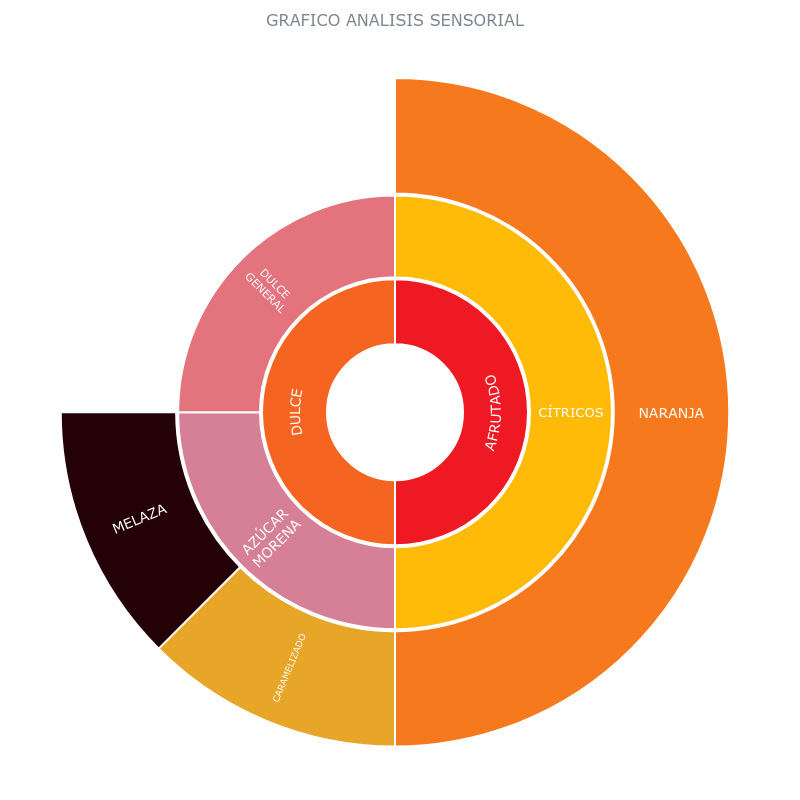 GRAFICO ANALISIS SENSORIAL
DULCE
GENERAL
DULCE
AFRUTADO
CÍTRICOS
NARANJA
MELAZA
AZÚCAR
MORENA
CARAMELIZADO